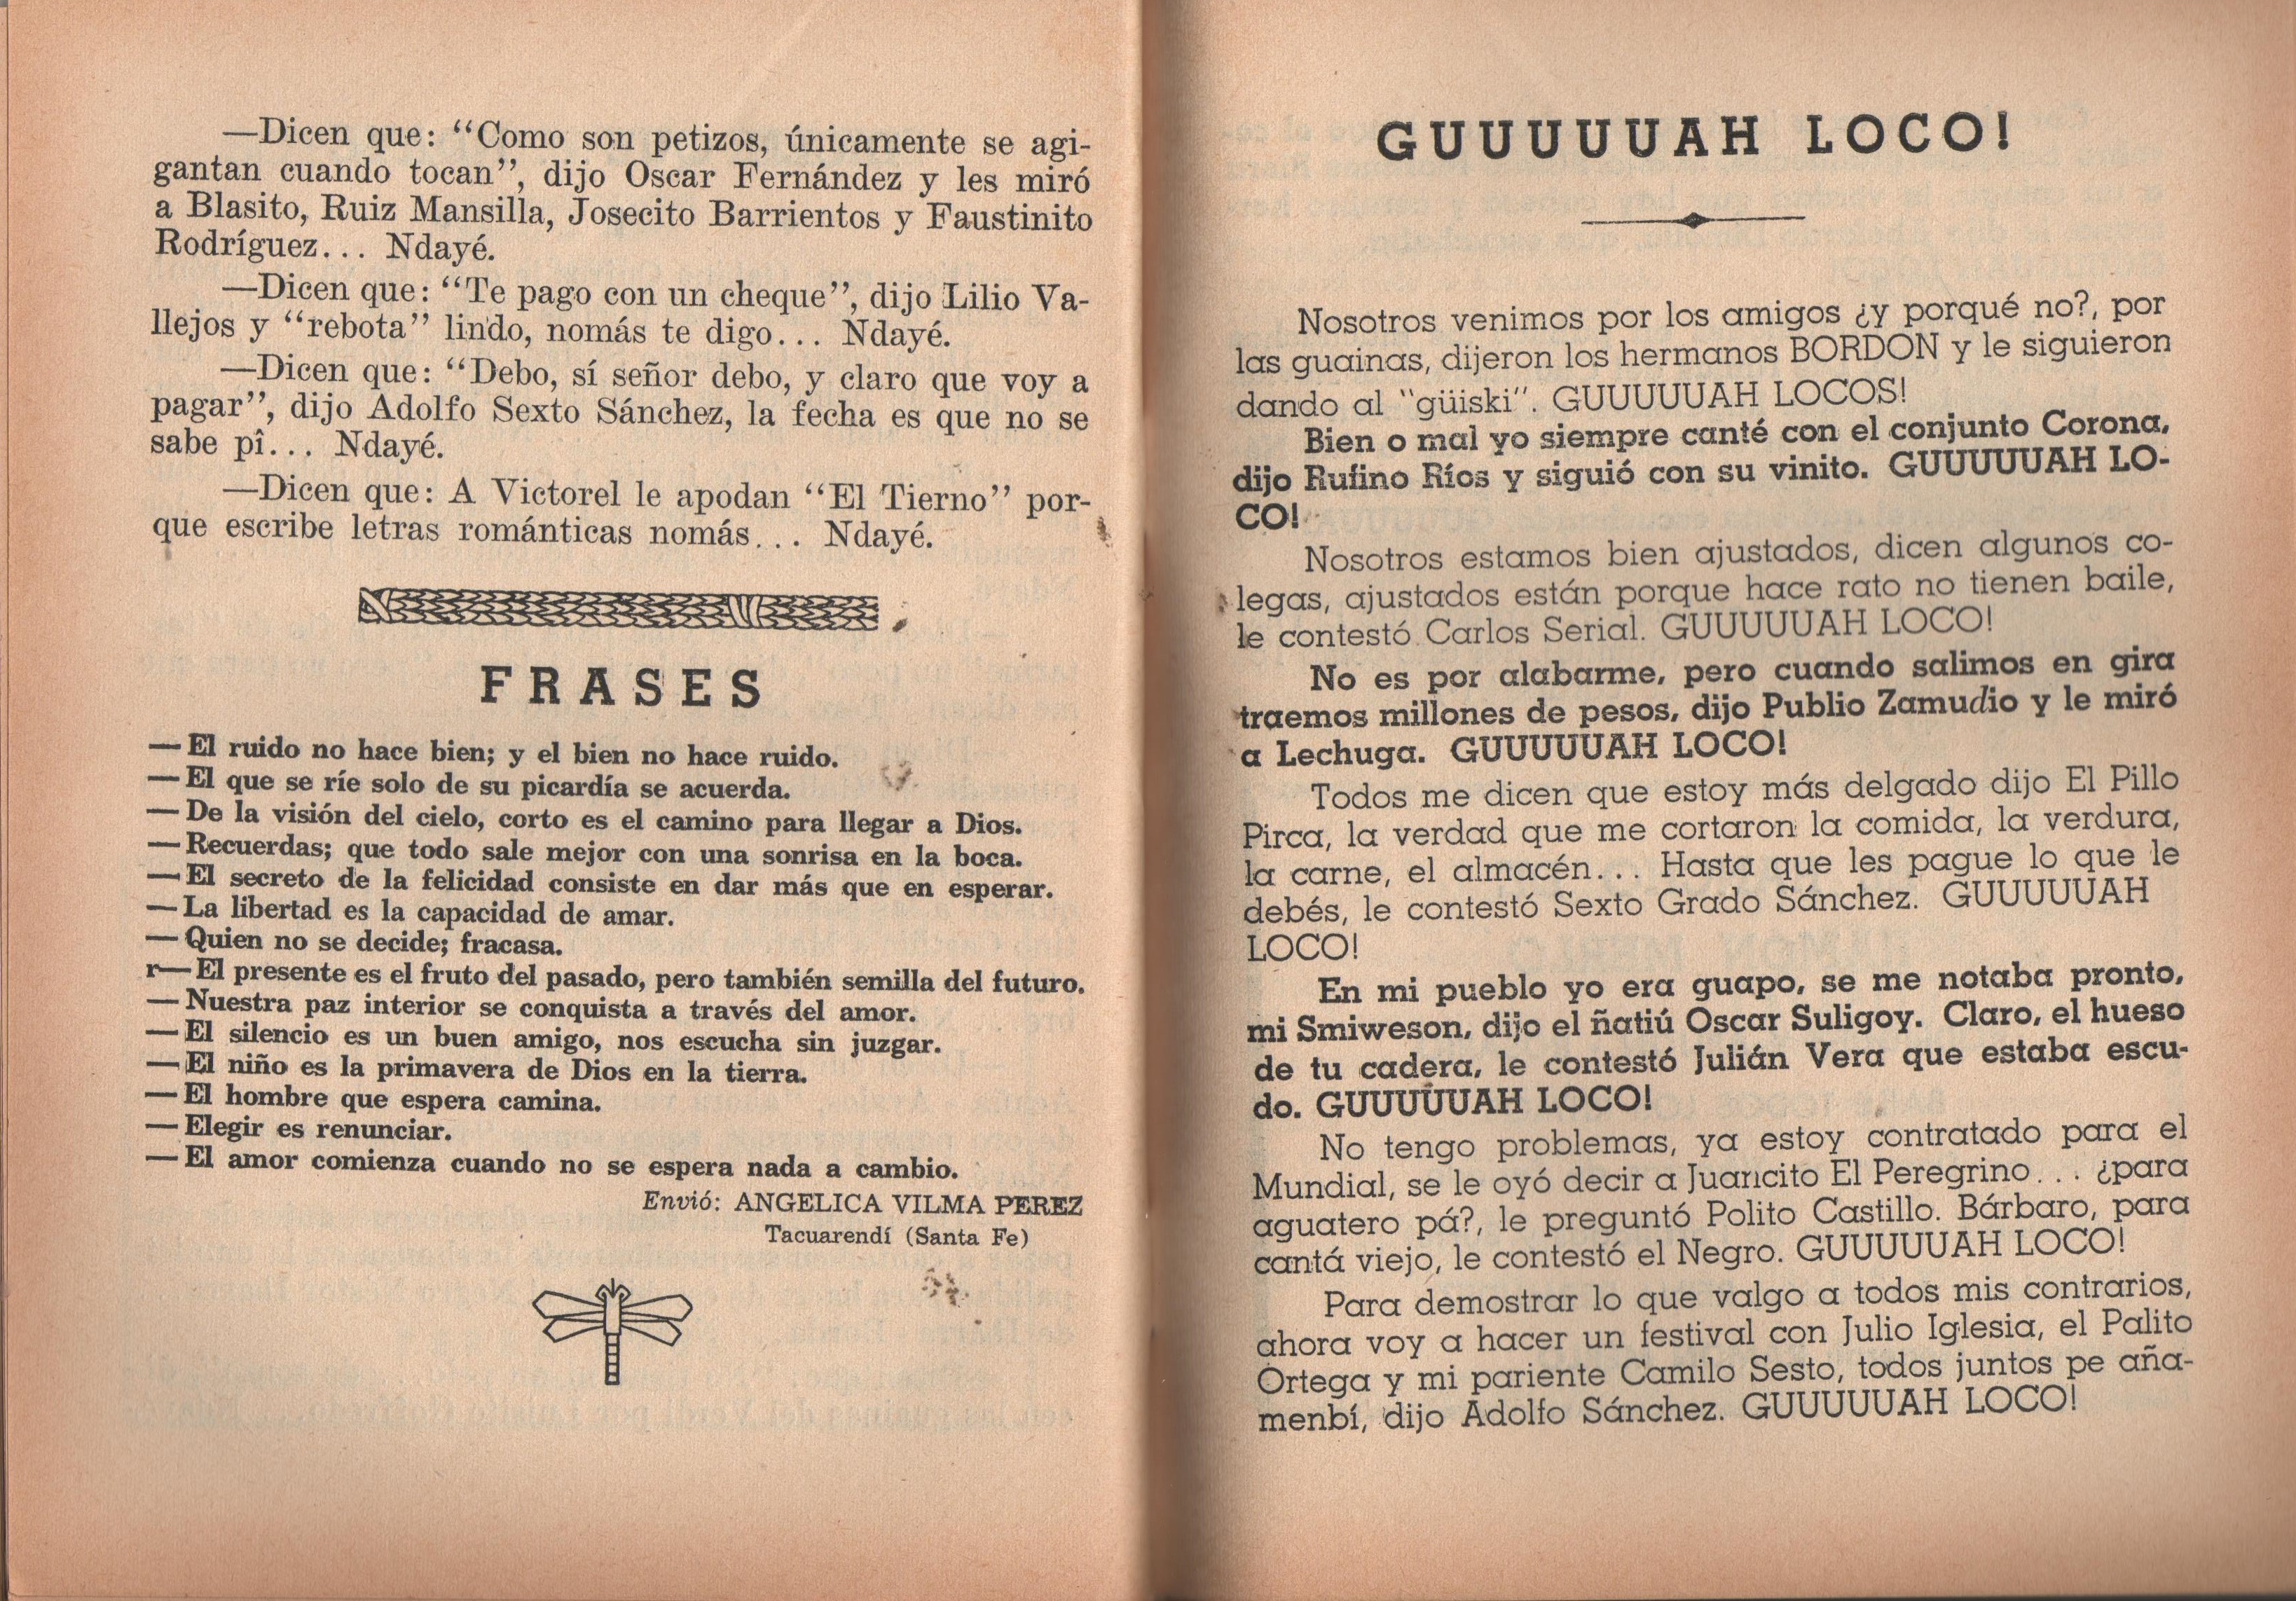 —Dicen que: “Como son petizos, únicamente se agi-
gantan cuando tocan”, dijo Oscar Fernández y les miró
a Blasito, Ruiz Mansilla, Josecito Barrientos y Faustinito
Rodríguez... Ndayé.
—Dicen que: “Te pago con un cheque”, dijo Lilio Va-
llejos y “rebota” lindo, nomás te digo... Ndayé.
—Dicen que: “Debo, sí señor debo, y claro que voy a
pagar”, dijo Adolfo Sexto Sánchez, la fecha es que no se
sabe pî... Ndayé.
—Dicen que: A Victorel le apodan “El Tierno” por-
que escribe letras románticas nomás... Ndayé.
FRASES
—El ruido no hace bien; y el bien no hace ruido.
—El que se ríe solo de su picardía se acuerda.
—De la visión del cielo, corto es el camino para llegar a Dios.
—Recuerdas; que todo sale mejor con una sonrisa en la boca.
—El secreto de la felicidad consiste en dar más que en esperar.
—La libertad es la capacidad de amar.
—Quien no se decide; fracasa.
r—El presente es el fruto del pasado, pero también semilla del futuro.
—Nuestra paz interior se conquista a través del amor.
—El silencio es un buen amigo, nos escucha sin juzgar.
—El niño es la primavera de Dios en la tierra.
—El hombre que espera camina.
—Elegir es renunciar.
—El amor comienza cuando no se espera nada a cambio.
Envió: ANGELICA VILMA PEREZ
Tacuarendí (Santa Fe)
GUUUUUAH LOCO!
Nosotros venimos por los amigos ¿y porqué no?, por
las guainas, dijeron los hermanos BORDON y le siguieron
dando al "güiski". GUUUUUAH LOCOS!
Bien o mal yo siempre canté con el conjunto Corona,
dijo Rufino Ríos y siguió con su vinito. GUUUUUAH LO-
CO!
Nosotros estamos bien ajustados, dicen algunos co-
legas, ajustados están porque hace rato no tienen baile,
le contestó Carlos Serial. GUUUUUAH LOCO!
No es por alabarme, pero cuando salimos en gira
traemos millones de pesos, dijo Publio Zamudio y le miró
a Lechuga. GUUUUUAH LOCO!
Todos me dicen que estoy más delgado dijo El Pillo
Pirca, la verdad que me cortaron la comida, la verdura,
la carne, el almacén... Hasta que les pague lo que le
debés, le contestó Sexto Grado Sánchez. GUUUUUAH
LOCO!
En mi pueblo yo era guapo, se me notaba pronto,
mi Smiweson, dijo el ñatiú Oscar Suligoy. Claro, el hueso
de tu cadera, le contestó Julián Vera que estaba escu-
do. GUUUUUAH LOCO!
No tengo problemas, ya estoy contratado para el
Mundial, se le oyó decir a Juancito El Peregrino... ¿para
aguatero pá?, le preguntó Polito Castillo. Bárbaro, para
cantá viejo, le contestó el Negro. GUUUUUAH LOCO!
Para demostrar lo que valgo a todos mis contrarios,
ahora voy a hacer un festival con Julio Iglesia, el Palito
Ortega y mi pariente Camilo Sesto, todos juntos pe aña-
menbí, dijo Adolfo Sánchez. GUUUUUAH LOCO!